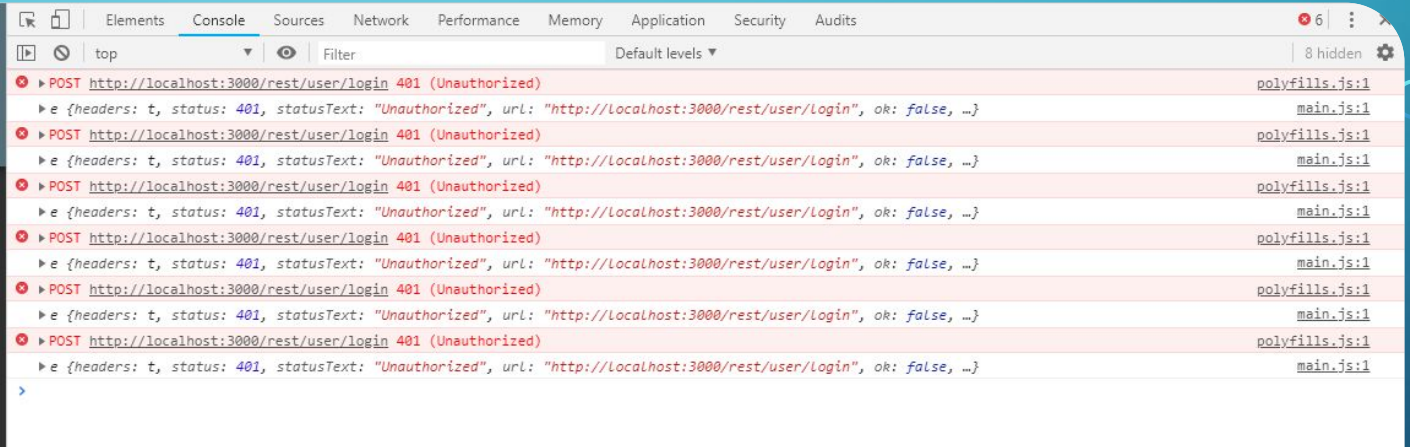 Elements Console Sources Network Performance Memory Application Security Audits 6
top Filter Default levels 8 hidden
POST http://localhost:3000/rest/user/login 401 (Unauthorized) polyfills.js:1
e {headers: t, status: 401, statusText: "Unauthorized", url: "http://localhost:3000/rest/user/login", ok: false, …} main.js:1
POST http://localhost:3000/rest/user/login 401 (Unauthorized) polyfills.js:1
e {headers: t, status: 401, statusText: "Unauthorized", url: "http://localhost:3000/rest/user/login", ok: false, …} main.js:1
POST http://localhost:3000/rest/user/login 401 (Unauthorized) polyfills.js:1
e {headers: t, status: 401, statusText: "Unauthorized", url: "http://localhost:3000/rest/user/login", ok: false, …} main.js:1
POST http://localhost:3000/rest/user/login 401 (Unauthorized) polyfills.js:1
e {headers: t, status: 401, statusText: "Unauthorized", url: "http://localhost:3000/rest/user/login", ok: false, …} main.js:1
POST http://localhost:3000/rest/user/login 401 (Unauthorized) polyfills.js:1
e {headers: t, status: 401, statusText: "Unauthorized", url: "http://localhost:3000/rest/user/login", ok: false, …} main.js:1
POST http://localhost:3000/rest/user/login 401 (Unauthorized) polyfills.js:1
e {headers: t, status: 401, statusText: "Unauthorized", url: "http://localhost:3000/rest/user/login", ok: false, …} main.js:1